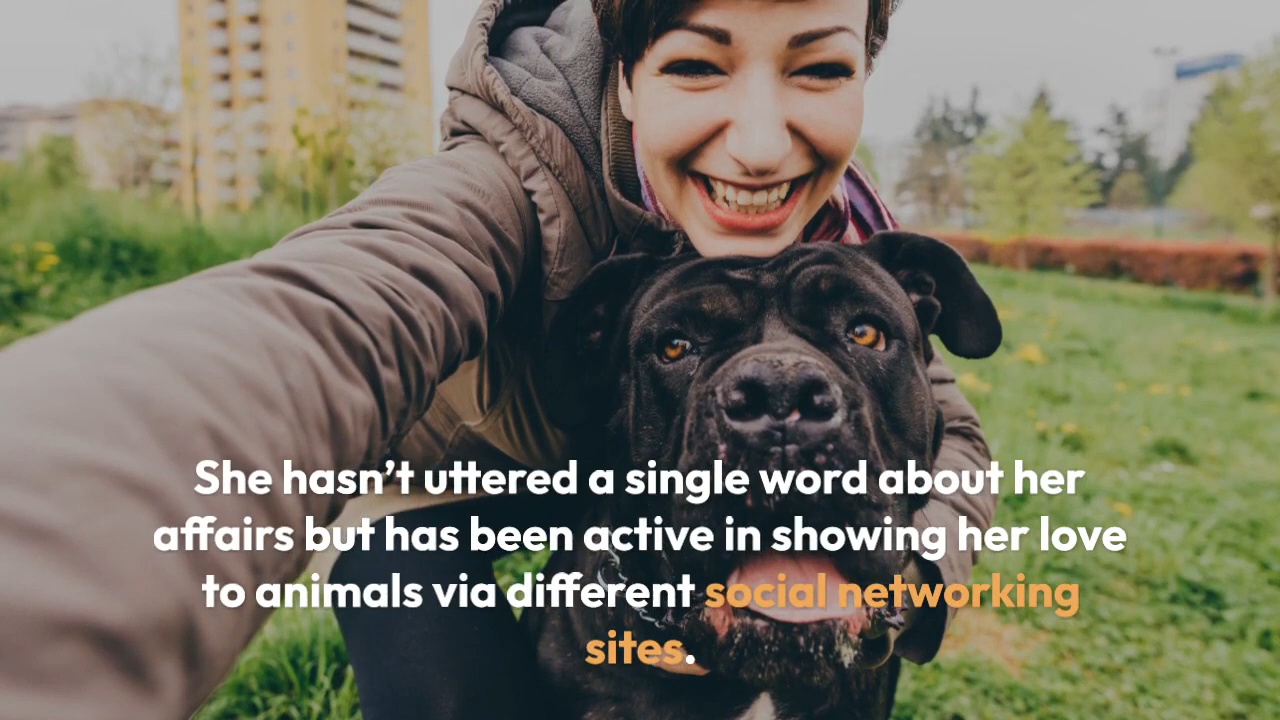 She hasn’t uttered a single word about her
affairs but has been active in showing her love
to animals via different social networking
sites.